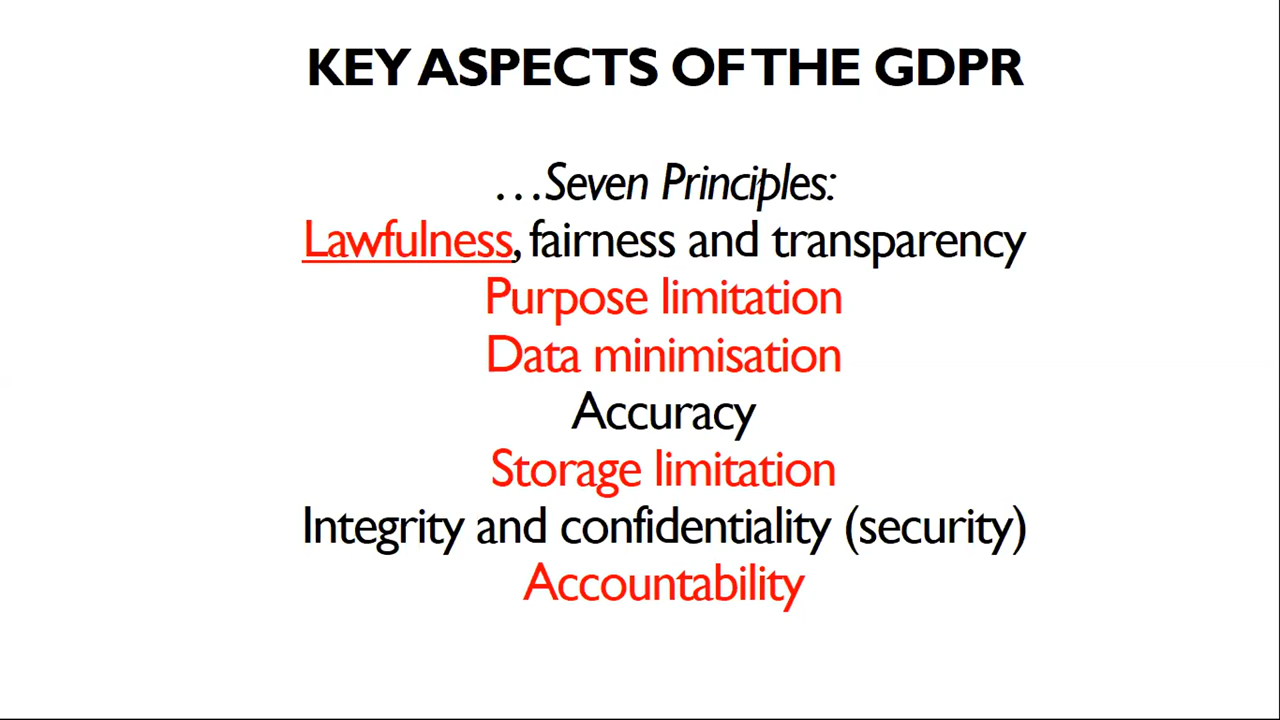 KEY ASPECTS OF THE GDPR
…Seven Principles:
Lawfulness, fairness and transparency
Purpose limitation
Data minimisation
Accuracy
Storage limitation
Integrity and confidentiality (security)
Accountability